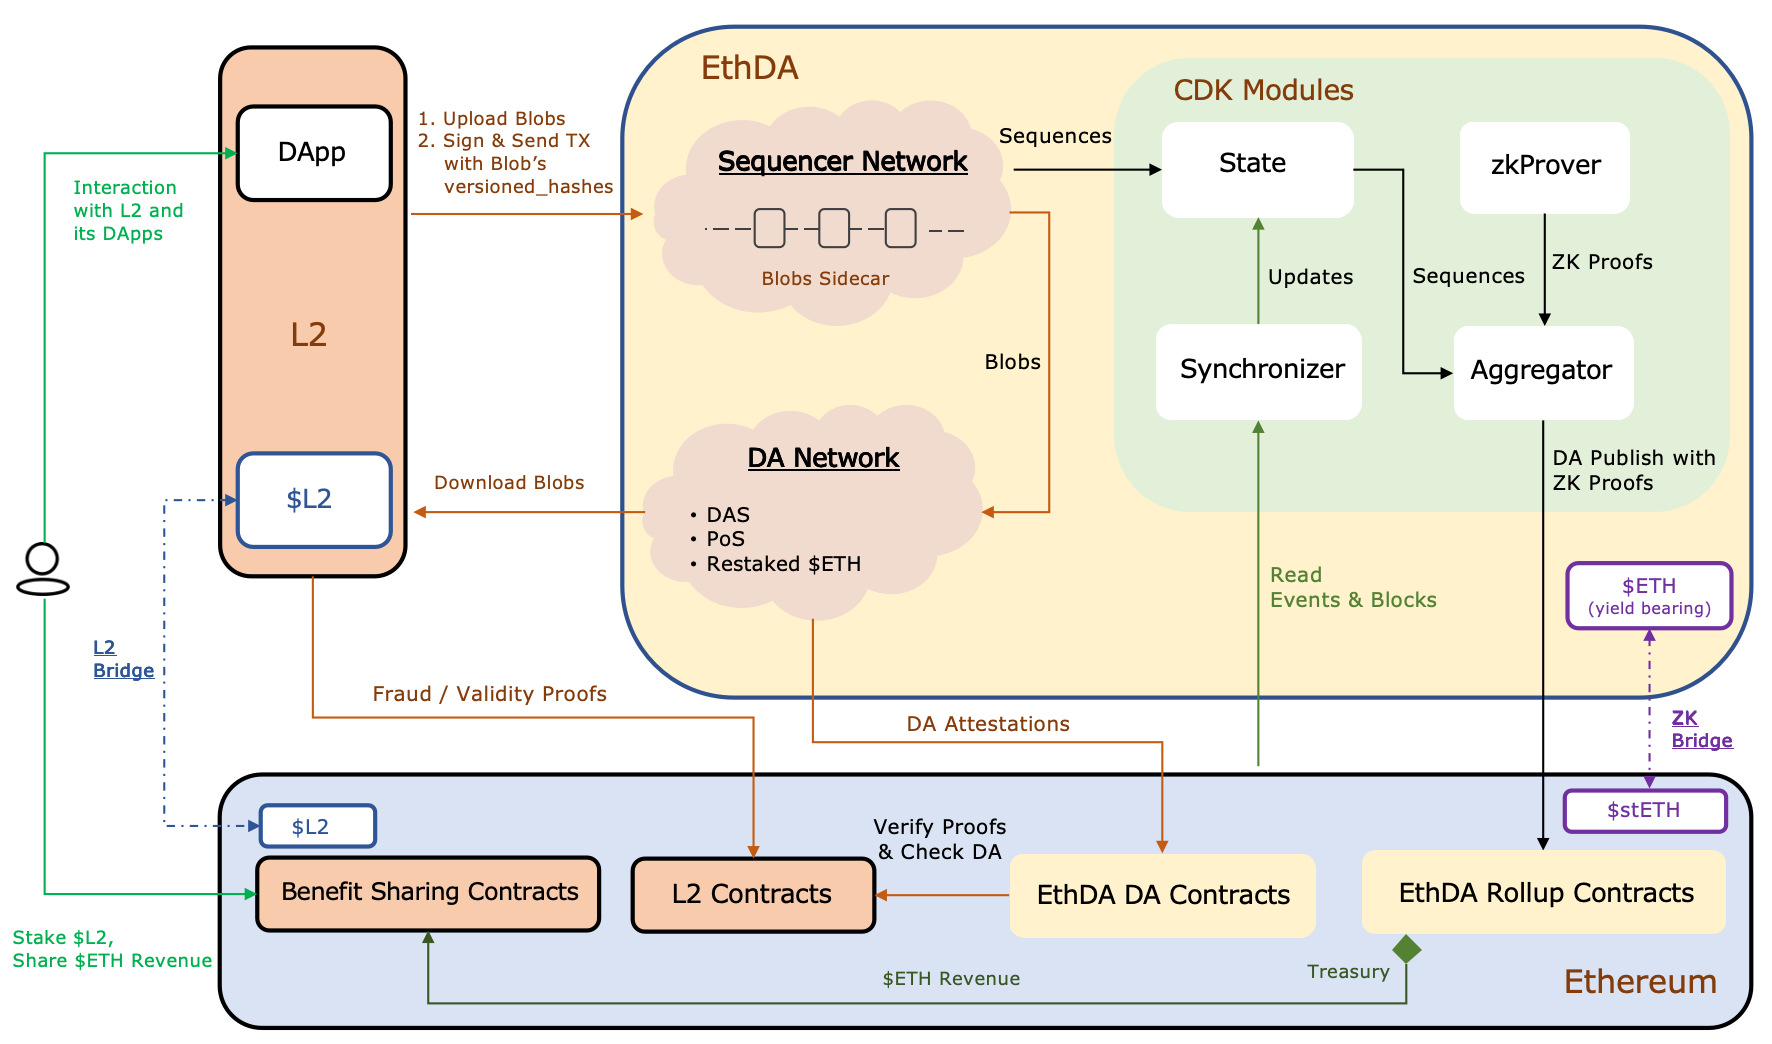 EthDA
CDK Modules
DApp
1. Upload Blobs
2. Sign & Send TX
with Blob's
versioned_hashes
Sequences
Sequencer Network
State
zkProver
Interaction
with L2 and
its DApps
Blobs Sidecar
Updates
Sequences
ZK Proofs
L2
Blobs
Synchronizer
Aggregator
DA Network
DA Publish with
ZK Proofs
$L2
Download Blobs
• DAS
• PoS
• Restaked $ETH
Read
Events & Blocks
$ETH
(yield bearing)
L2
Bridge
Fraud / Validity Proofs
DA Attestations
ZK
Bridge
$L2
Verify Proofs
& Check DA
$stETH
Benefit Sharing Contracts
L2 Contracts
EthDA DA Contracts
EthDA Rollup Contracts
Stake $L2,
Share $ETH Revenue
$ETH Revenue
Treasury
Ethereum